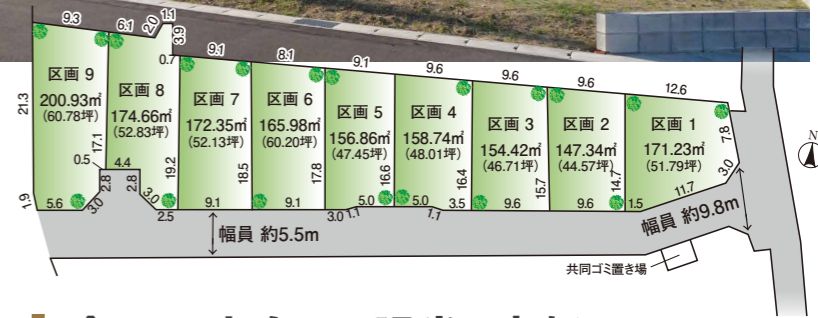 9.3
6.1
2.0
1.1
3.9
0.7
9.1
8.1
9.1
9.6
9.6
9.6
12.6
区画 9
200.93㎡
(60.78坪)
区画 8
174.66㎡
(52.83坪)
区画 7
172.35㎡
(52.13坪)
区画 6
165.98㎡
(60.20坪)
区画 5
156.86㎡
(47.45坪)
区画 4
158.74㎡
(48.01坪)
区画 3
154.42㎡
(46.71坪)
区画 2
147.34㎡
(44.57坪)
区画 1
171.23㎡
(51.79坪)
N
21.3
17.1
0.5
4.4
2.8
2.8
19.2
18.5
17.8
16.6
16.4
15.7
14.7
7.8
3.0
11.7
1.9
5.6
3.0
3.0
2.5
9.1
9.1
3.0
1.1
5.0
5.0
1.1
3.5
9.6
9.6
1.5
幅員 約5.5m
幅員 約9.8m
共同ゴミ置き場